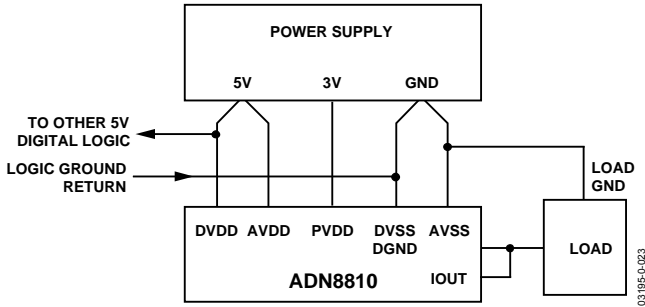 POWER SUPPLY
5V 3V GND
TO OTHER 5V
DIGITAL LOGIC
LOGIC GROUND
RETURN
LOAD
GND
DVDD AVDD PVDD DVSS AVSS
DGND
ADN8810 IOUT
LOAD
03195-0-023